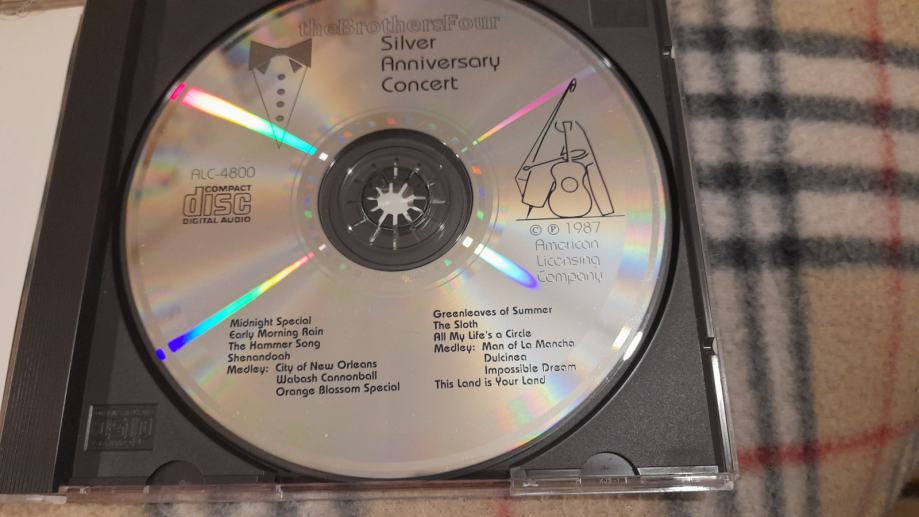 theBrothersFour
Silver
Anniversary
Concert
ALC-4800
COMPACT
disc
DIGITAL AUDIO
© ℗ 1987
American
Licensing
Company
Midnight Special
Early Morning Rain
The Hammer Song
Shenandoah
Medley: City of New Orleans
Wabash Cannonball
Orange Blossom Special
Greenleaves of Summer
The Sloth
All My Life's a Circle
Medley: Man of La Mancha
Dulcinea
Impossible Dream
This Land is Your Land